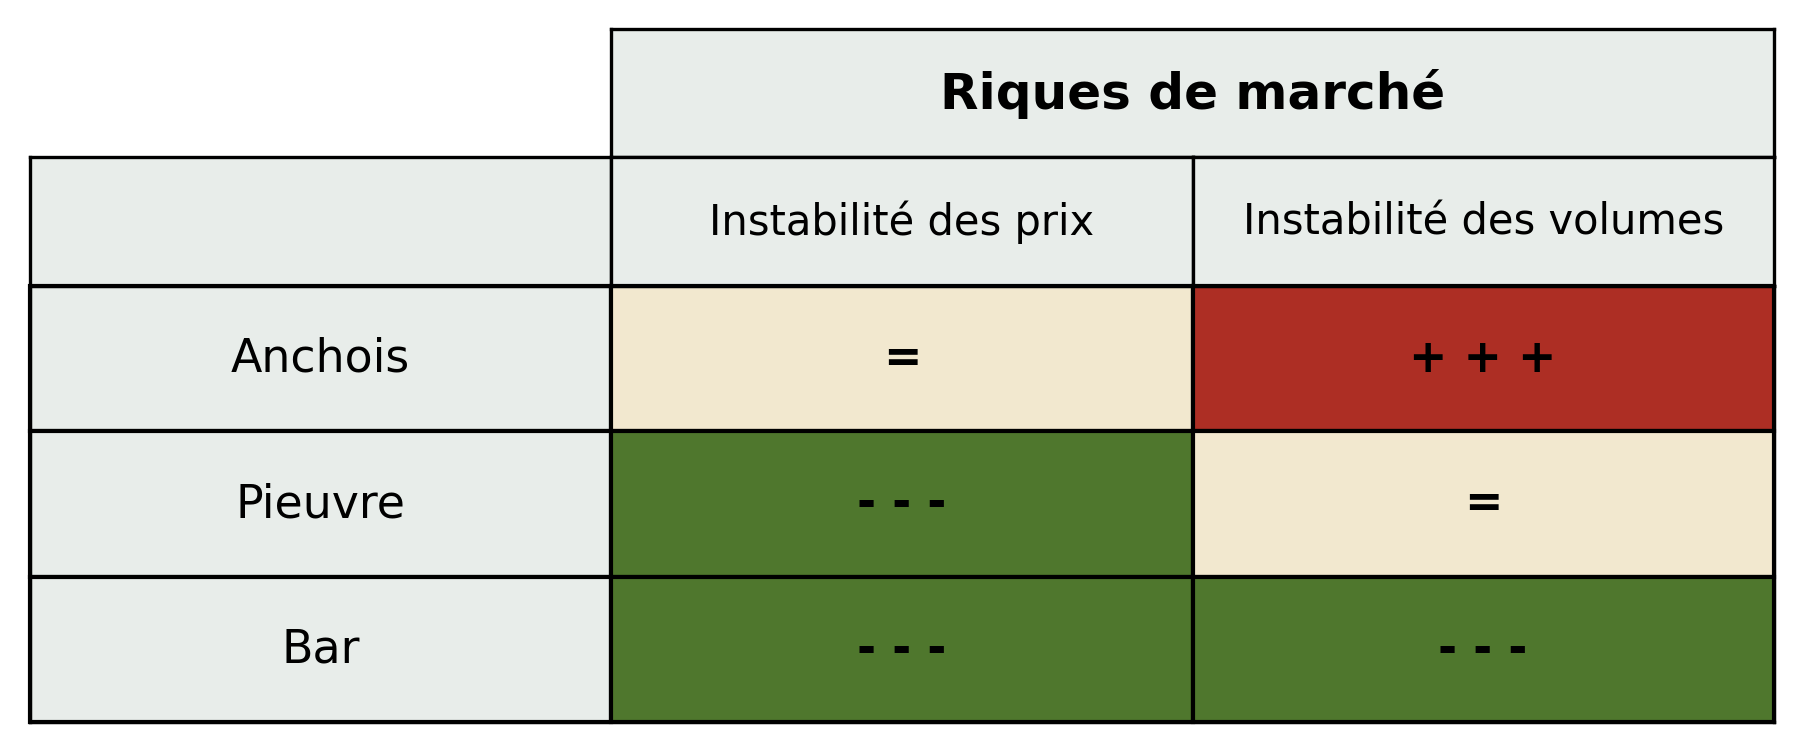 Riques de marché
Instabilité des prix Instabilité des volumes
Anchois = + + +
Pieuvre - - - =
Bar - - - - - -